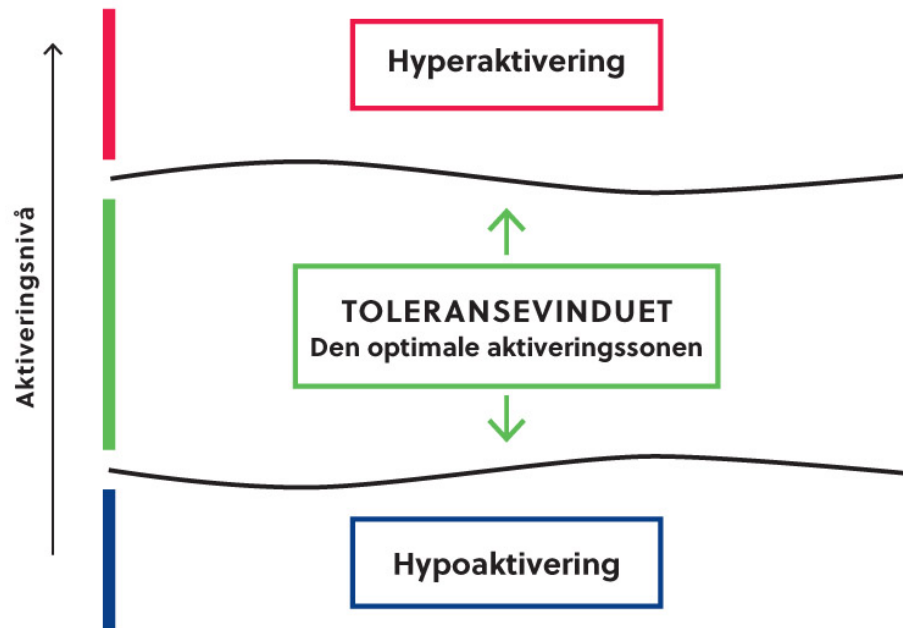 Hyperaktivering
Aktiveringsnivå
TOLERANSEVINDUET
Den optimale aktiveringssonen
Hypoaktivering